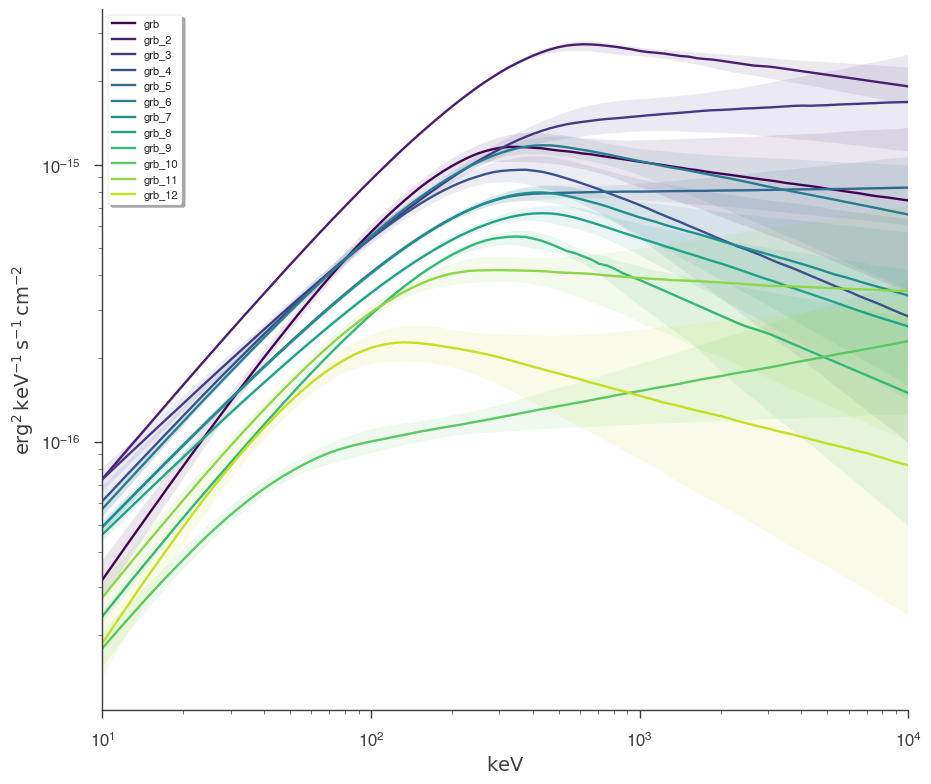 grb
grb_2
grb_3
grb_4
grb_5
grb_6
grb_7
grb_8
grb_9
grb_10
grb_11
grb_12
10⁻¹⁵
10⁻¹⁶
erg² keV⁻¹ s⁻¹ cm⁻²
10¹ 10² 10³ 10⁴
keV